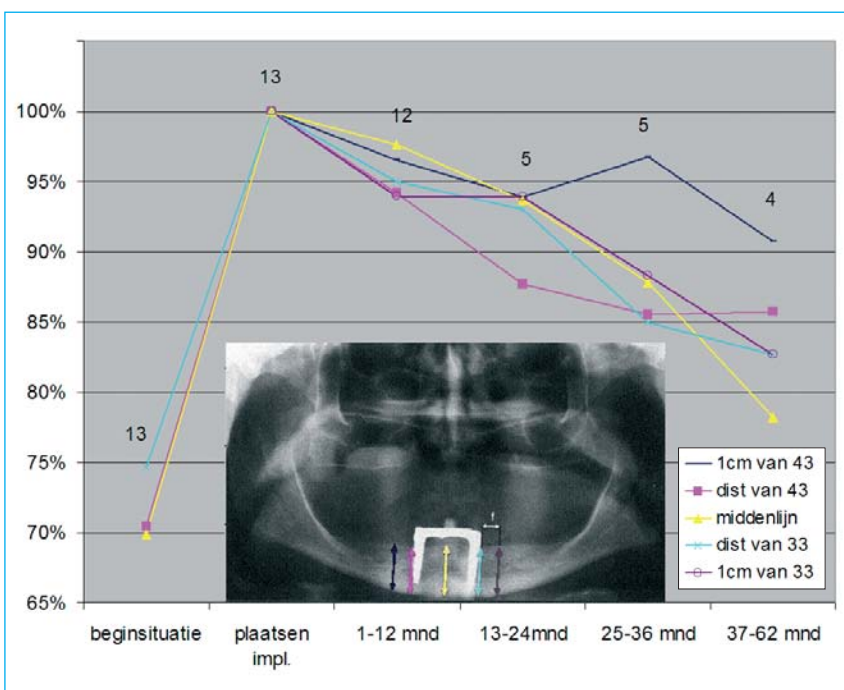 100%
95%
90%
85%
80%
75%
70%
65%
13
13
12
5
5
4
1cm van 43
dist van 43
middenlijn
dist van 33
1cm van 33
beginsituatie
plaatsen
impl.
1-12 mnd
13-24mnd
25-36 mnd
37-62 mnd